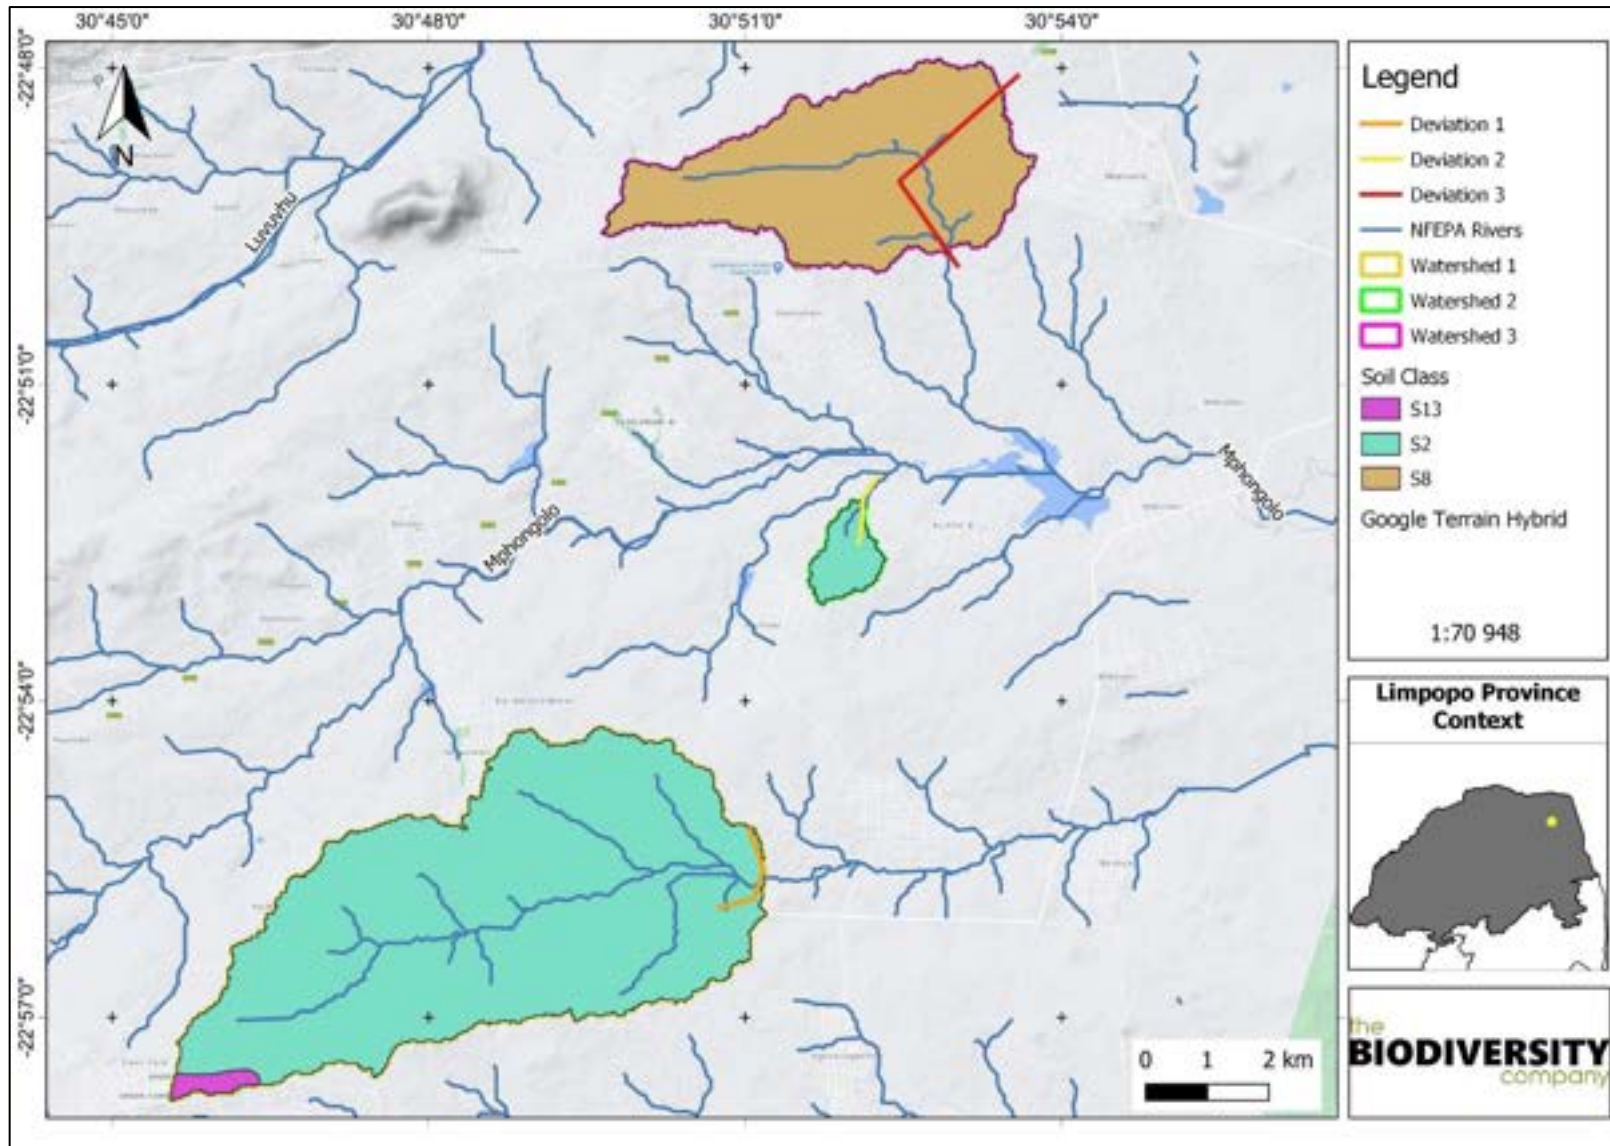 30°45'0"
30°48'0"
30°51'0"
30°54'0"
-22°48'0"
-22°51'0"
-22°54'0"
-22°57'0"
N
Luvuvhu
Mphongolo
Mphongolo
0 1 2 km
Legend
Deviation 1
Deviation 2
Deviation 3
NFEPA Rivers
Watershed 1
Watershed 2
Watershed 3
Soil Class
S13
S2
S8
Google Terrain Hybrid
1:70 948
Limpopo Province
Context
the
BIODIVERSITY
company